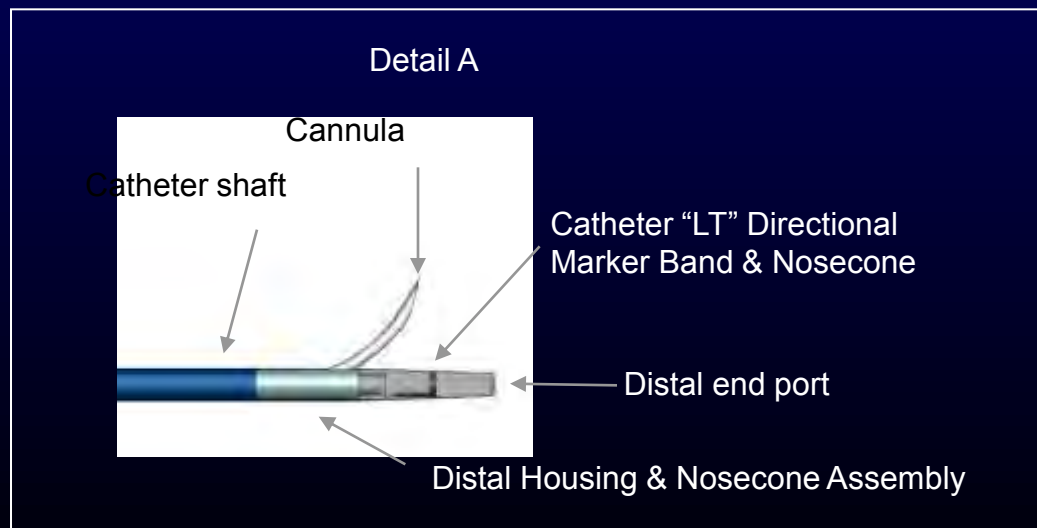 Detail A
Cannula
Catheter shaft
Catheter “LT” Directional
Marker Band & Nosecone
Distal end port
Distal Housing & Nosecone Assembly